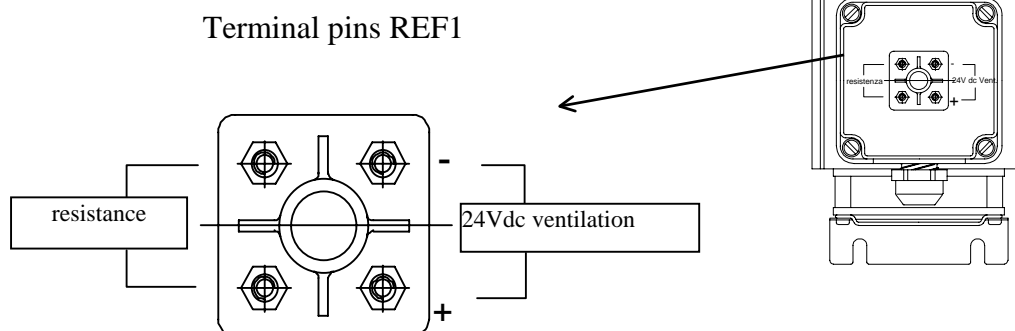 Terminal pins REF1
-
resistenza
24V dc Vent.
+
-
resistance
24Vdc ventilation
+